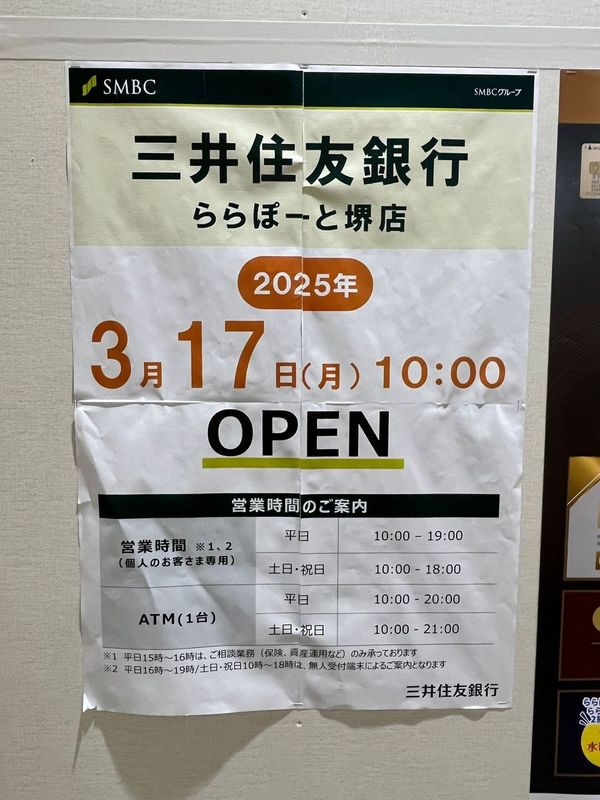 SMBC
SMBCグループ
三井住友銀行
ららぽーと堺店
2025年
3月17日(月) 10:00
OPEN
営業時間のご案内
営業時間 ※1、2
(個人のお客さま専用)
平日 10:00 – 19:00
土日・祝日 10:00 – 18:00
ATM(1台)
平日 10:00 – 20:00
土日・祝日 10:00 – 21:00
※1 平日15時～16時は、ご相談業務（保険、資産運用など）のみ承っております
※2 平日16時～19時/土日・祝日10時～18時は、無人受付端末によるご案内となります
三井住友銀行